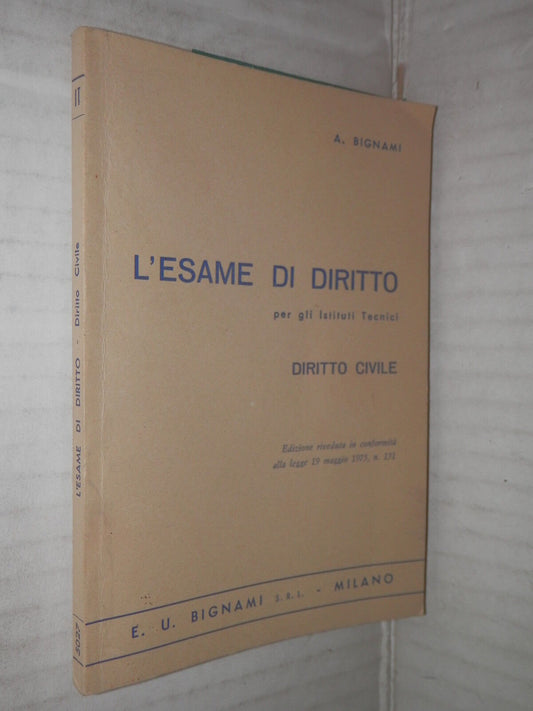 A. BIGNAMI
L'ESAME DI DIRITTO
per gli Istituti Tecnici
DIRITTO CIVILE
Edizione riveduta in conformità
alla legge 19 maggio 1975, n. 151
E. U. BIGNAMI S.R.L. - MILANO
5027 L'ESAME DI DIRITTO - Diritto Civile II